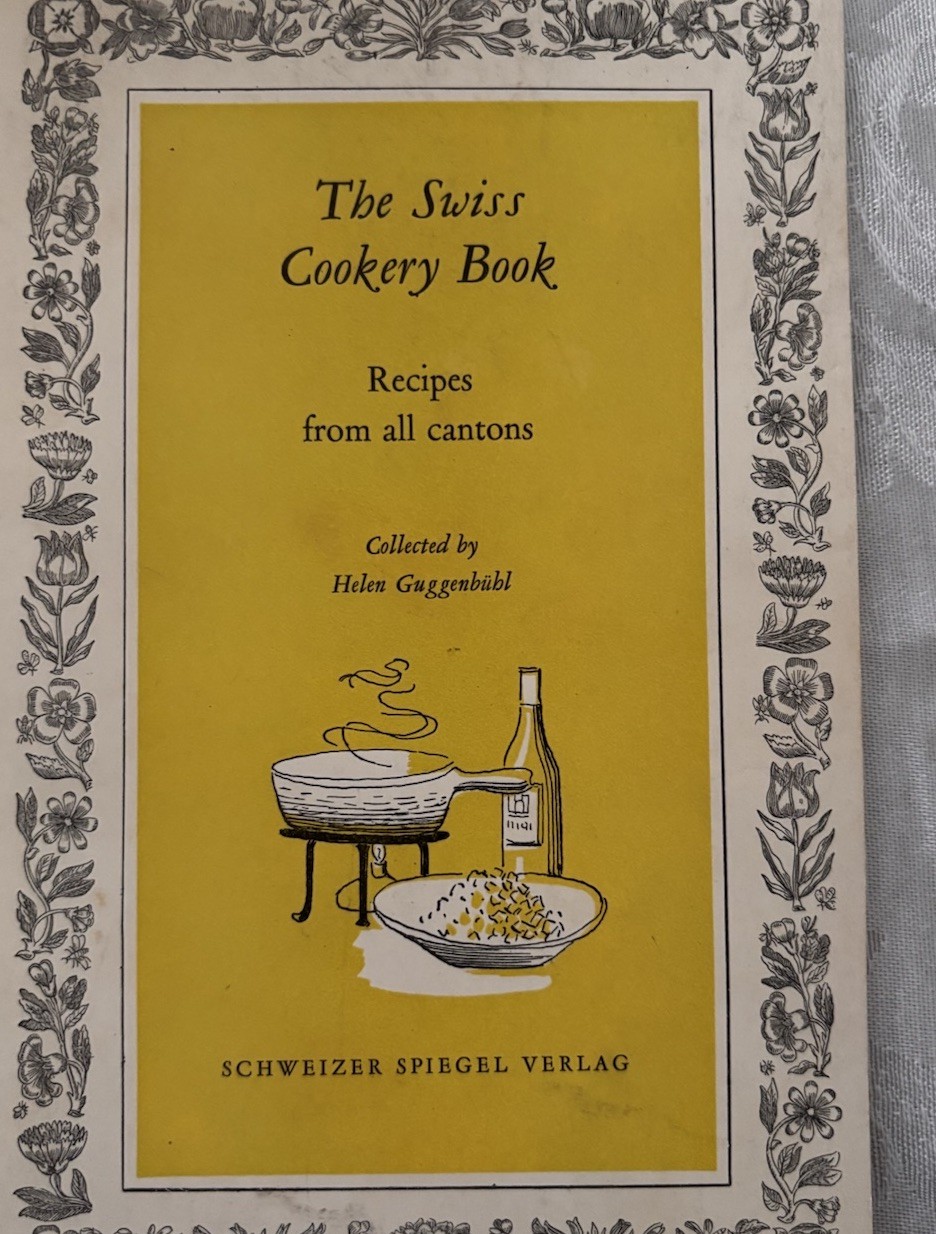 The Swiss
Cookery Book
Recipes
from all cantons
Collected by
Helen Guggenbühl
SCHWEIZER SPIEGEL VERLAG